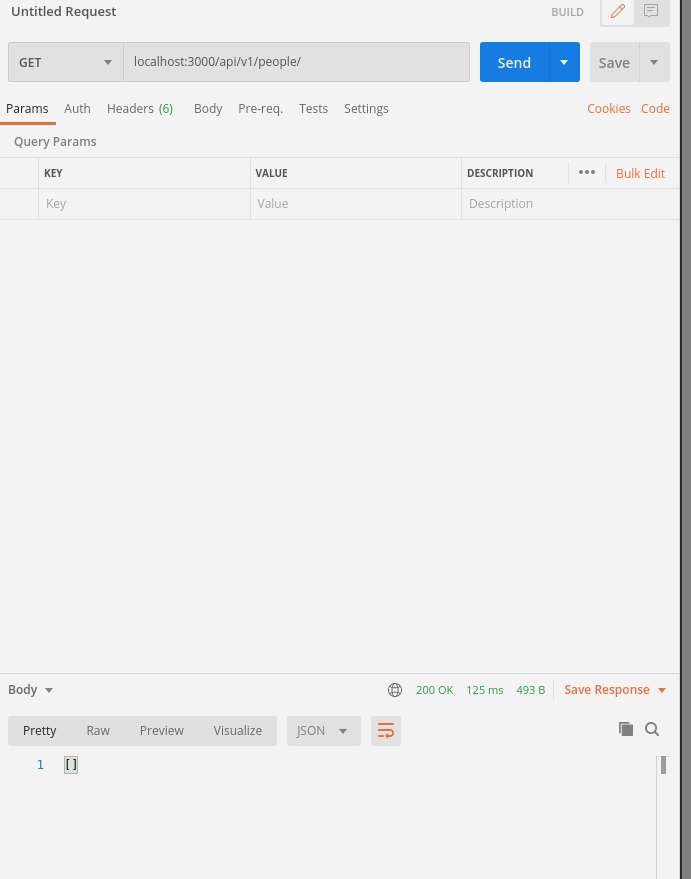 Untitled Request BUILD
GET localhost:3000/api/v1/people/ Send Save
Params Auth Headers (6) Body Pre-req. Tests Settings Cookies Code
Query Params
KEY VALUE DESCRIPTION ••• Bulk Edit
Key Value Description
Body 200 OK 125 ms 493 B Save Response
Pretty Raw Preview Visualize JSON
1 []